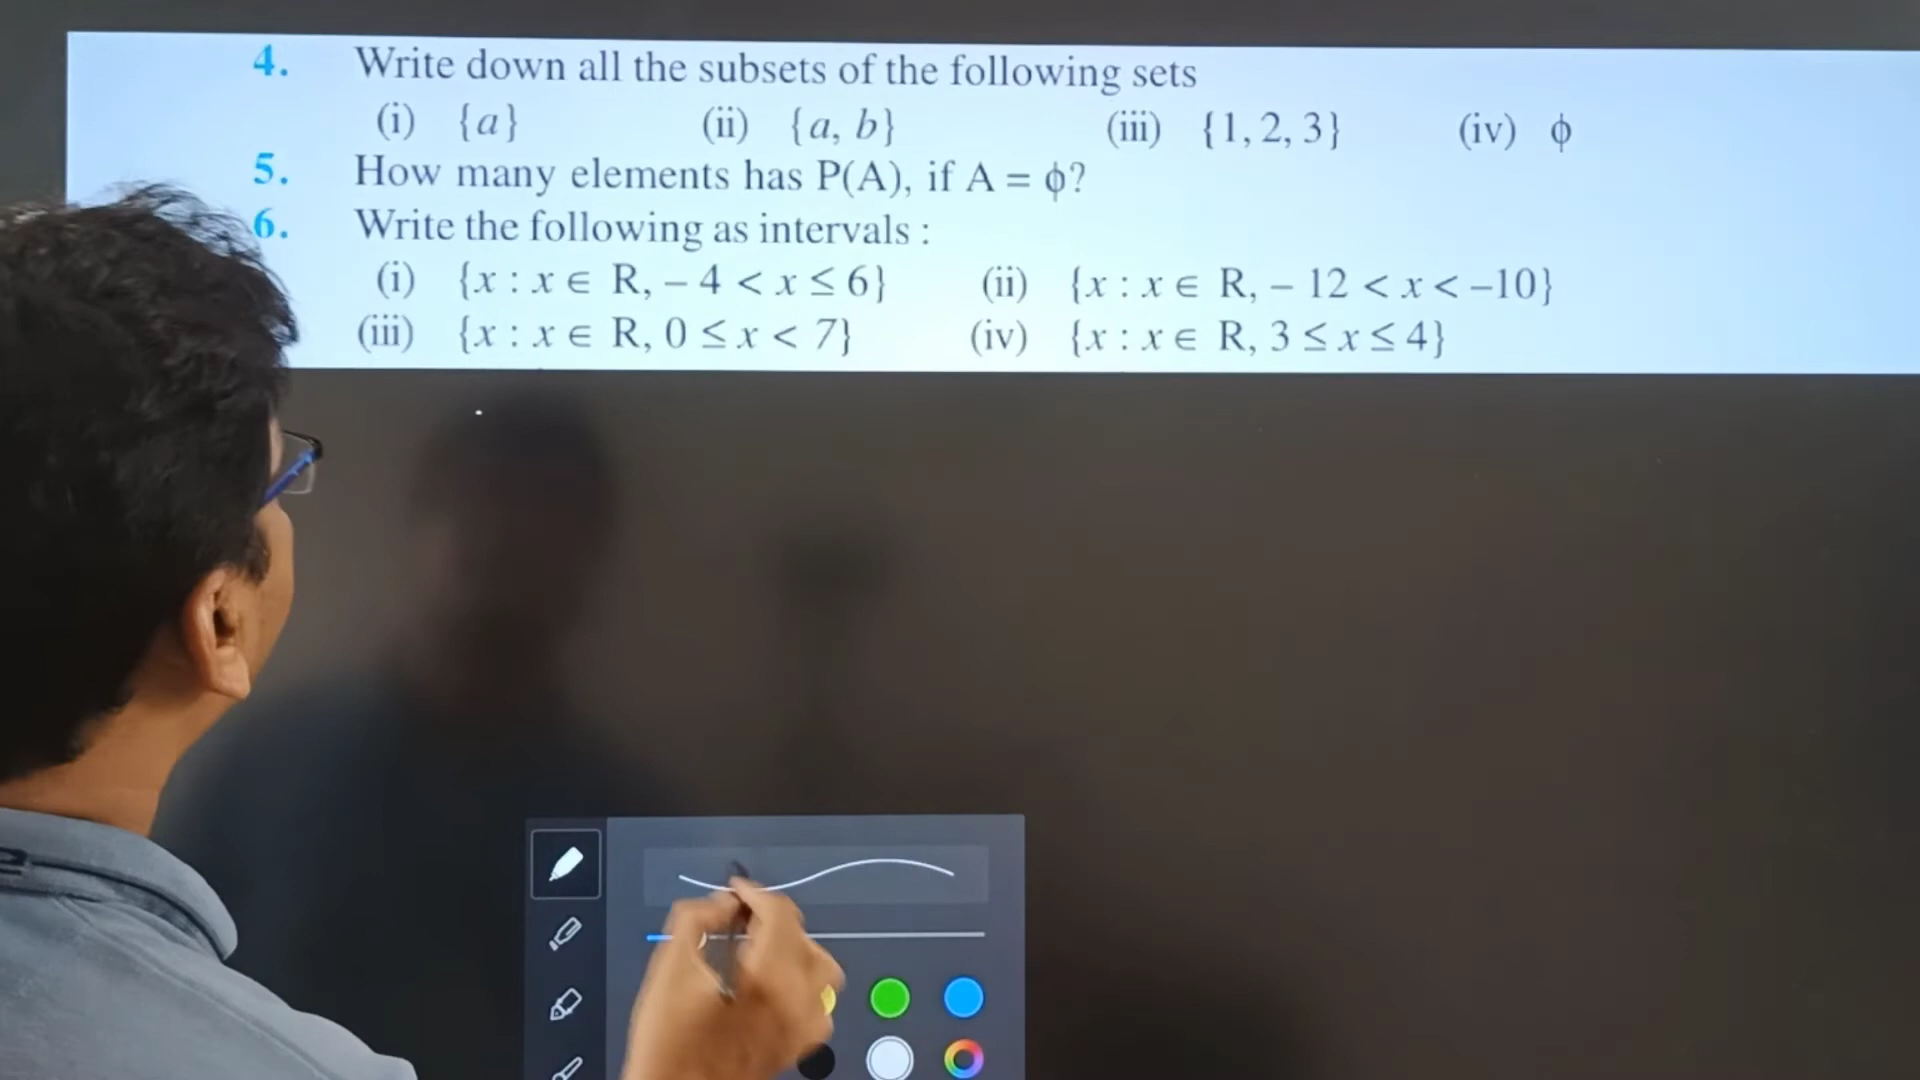 4. Write down all the subsets of the following sets
(i) {a} (ii) {a, b} (iii) {1, 2, 3} (iv) ϕ
5. How many elements has P(A), if A = ϕ?
6. Write the following as intervals :
(i) {x : x ∈ R, – 4 < x ≤ 6} (ii) {x : x ∈ R, – 12 < x < –10}
(iii) {x : x ∈ R, 0 ≤ x < 7} (iv) {x : x ∈ R, 3 ≤ x ≤ 4}